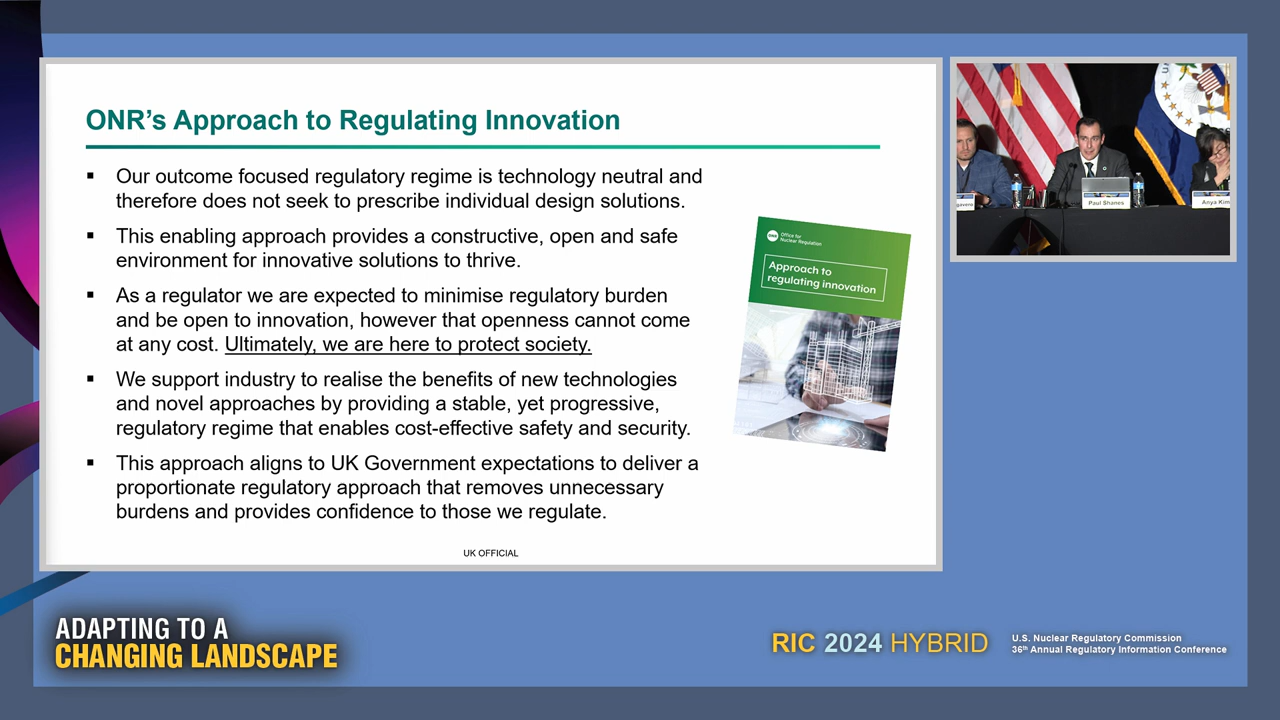 ONR’s Approach to Regulating Innovation
▪ Our outcome focused regulatory regime is technology neutral and
therefore does not seek to prescribe individual design solutions.
▪ This enabling approach provides a constructive, open and safe
environment for innovative solutions to thrive.
▪ As a regulator we are expected to minimise regulatory burden
and be open to innovation, however that openness cannot come
at any cost. Ultimately, we are here to protect society.
▪ We support industry to realise the benefits of new technologies
and novel approaches by providing a stable, yet progressive,
regulatory regime that enables cost-effective safety and security.
▪ This approach aligns to UK Government expectations to deliver a
proportionate regulatory approach that removes unnecessary
burdens and provides confidence to those we regulate.
ONR
Office for
Nuclear Regulation
Approach to
regulating innovation
UK OFFICIAL
Paul Shanes
Anya Kim
ADAPTING TO A
CHANGING LANDSCAPE
RIC 2024 HYBRID
U.S. Nuclear Regulatory Commission
36th Annual Regulatory Information Conference